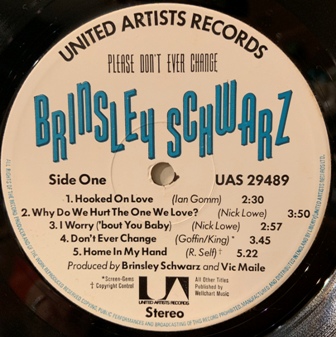 UNITED ARTISTS RECORDS
PLEASE DON'T EVER CHANGE
BRINSLEY SCHWARZ
Side One
UAS 29489
1. Hooked On Love (Ian Gomm) 2:30
2. Why Do We Hurt The One We Love? (Nick Lowe) 3:50
3. I Worry ('bout You Baby) (Nick Lowe) 2:57
4. Don't Ever Change (Goffin/King) * 3.45
5. Home In My Hand (R. Self) ‡ 5.22
Produced by Brinsley Schwarz and Vic Maile
*Screen-Gems
‡ Copyright Control
All Other Titles
Published by
Wellchart Music
UA
UNITED ARTISTS
RECORDS
Stereo